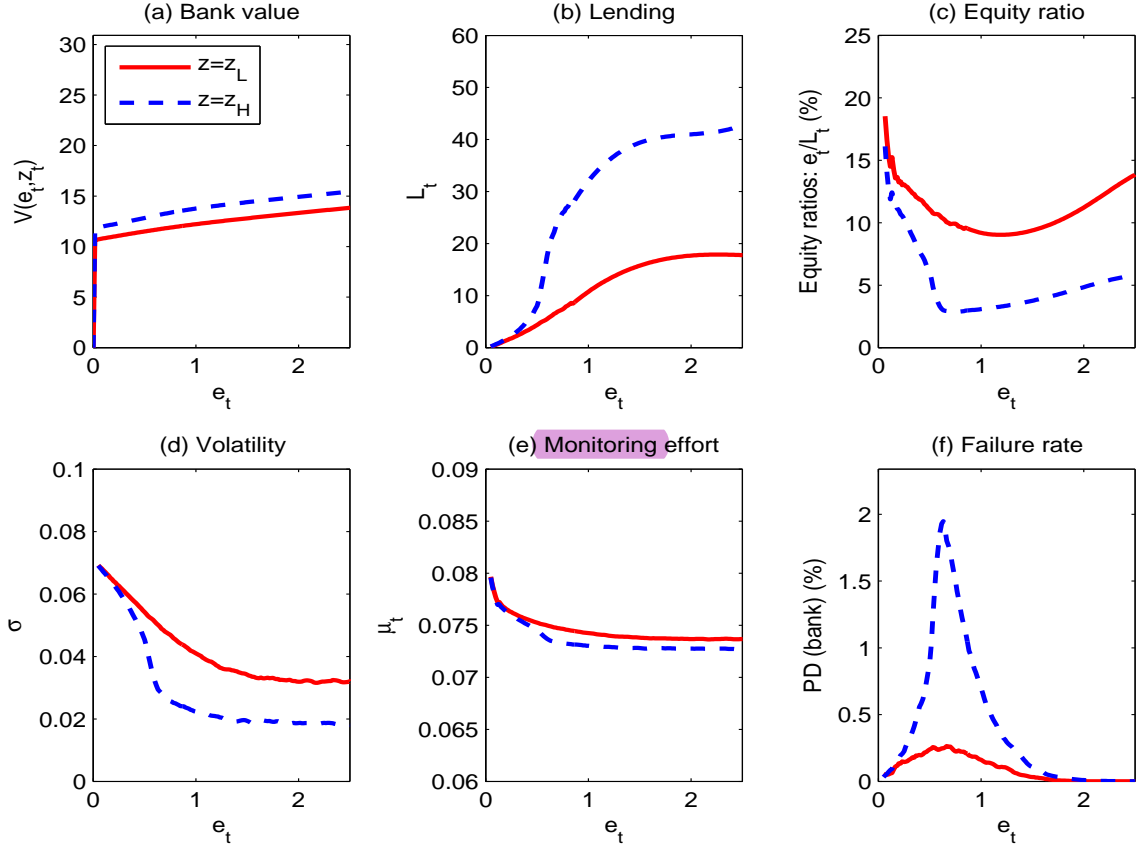 (a) Bank value
(b) Lending
(c) Equity ratio
30
25
20
15
10
5
0
V(e_t,z_t)
z=z_L
z=z_H
0 1 2
e_t
60
50
40
30
20
10
0
L_t
0 1 2
e_t
25
20
15
10
5
0
Equity ratios: e_t/L_t (%)
0 1 2
e_t
(d) Volatility
(e) Monitoring effort
(f) Failure rate
0.1
0.08
0.06
0.04
0.02
0
σ
0 1 2
e_t
0.09
0.085
0.08
0.075
0.07
0.065
0.06
μ_t
0 1 2
e_t
2
1.5
1
0.5
0
PD (bank) (%)
0 1 2
e_t